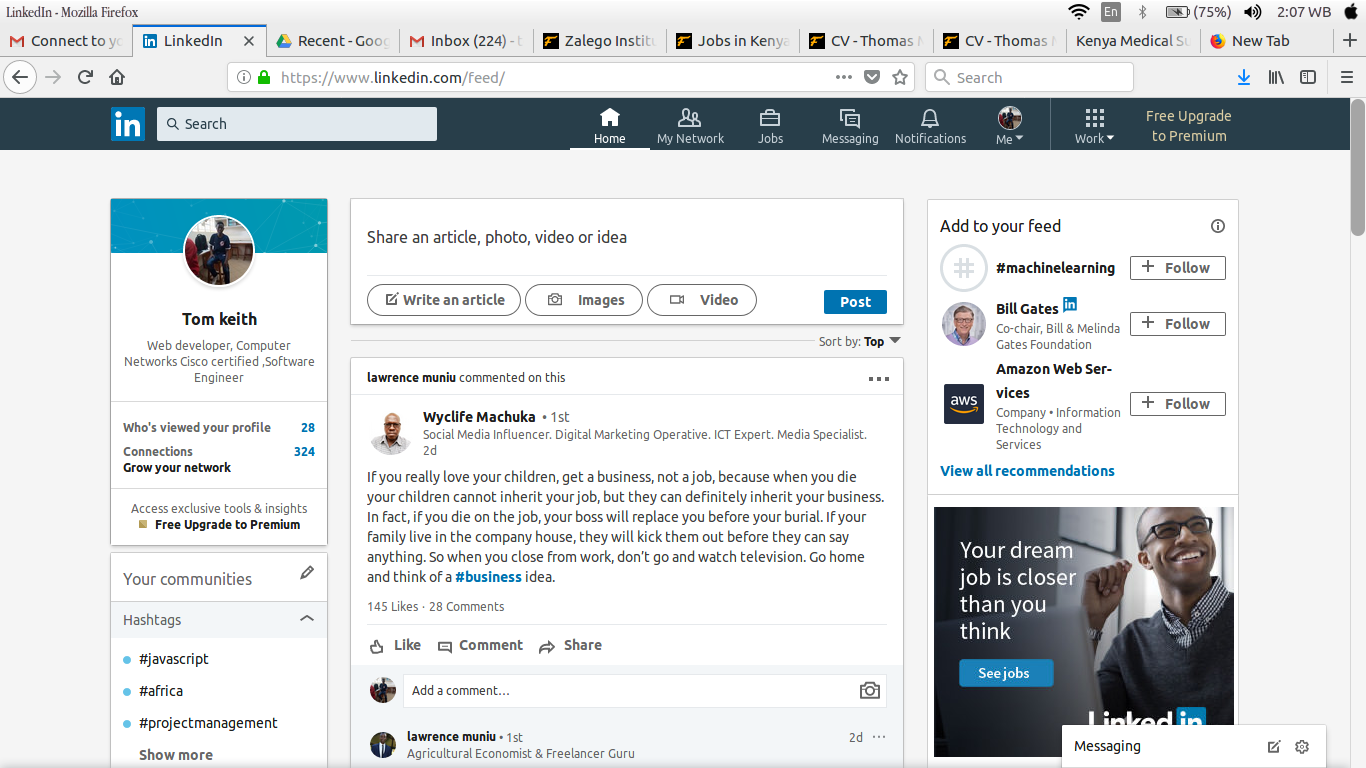 LinkedIn - Mozilla Firefox
En
(75%)
2:07 WB
Connect to yo
LinkedIn
Recent - Goog
Inbox (224) - t
Zalego Institu
Jobs in Kenya
CV - Thomas M
CV - Thomas M
Kenya Medical Su
New Tab
https://www.linkedin.com/feed/
Search
in
Search
Home
My Network
Jobs
Messaging
Notifications
Me
Work
Free Upgrade
to Premium
Tom keith
Web developer, Computer
Networks Cisco certified ,Software
Engineer
Who's viewed your profile 28
Connections 324
Grow your network
Access exclusive tools & insights
Free Upgrade to Premium
Your communities
Hashtags
#javascript
#africa
#projectmanagement
Show more
Share an article, photo, video or idea
Write an article
Images
Video
Post
Sort by: Top
lawrence muniu commented on this
Wyclife Machuka • 1st
Social Media Influencer. Digital Marketing Operative. ICT Expert. Media Specialist.
2d
If you really love your children, get a business, not a job, because when you die
your children cannot inherit your job, but they can definitely inherit your business.
In fact, if you die on the job, your boss will replace you before your burial. If your
family live in the company house, they will kick them out before they can say
anything. So when you close from work, don't go and watch television. Go home
and think of a #business idea.
145 Likes · 28 Comments
Like
Comment
Share
Add a comment…
lawrence muniu • 1st
2d
Agricultural Economist & Freelancer Guru
Add to your feed
#machinelearning
Follow
Bill Gates in
Co-chair, Bill & Melinda
Gates Foundation
Follow
aws
Amazon Web Ser-
vices
Company • Information
Technology and
Services
Follow
View all recommendations
Your dream
job is closer
than you
think
See jobs
Linked in
Messaging